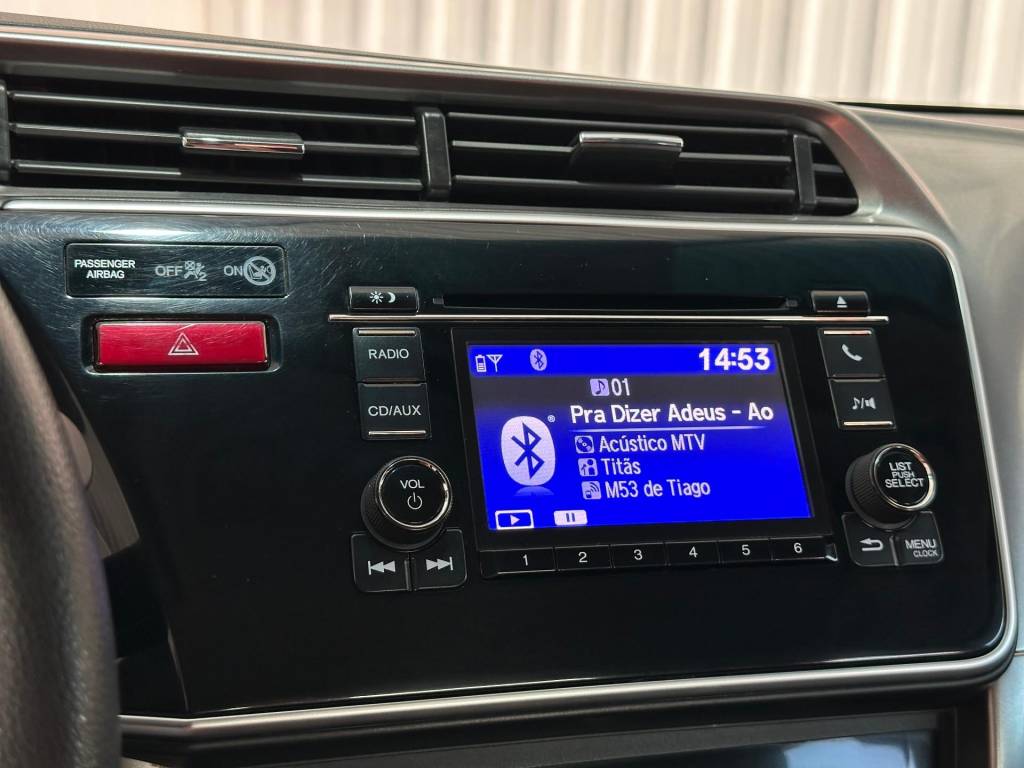 PASSENGER
AIRBAG
OFF
ON
RADIO
CD/AUX
VOL
14:53
01
Pra Dizer Adeus - Ao
®
Acústico MTV
Titãs
M53 de Tiago
1 2 3 4 5 6
LIST
PUSH
SELECT
MENU
CLOCK